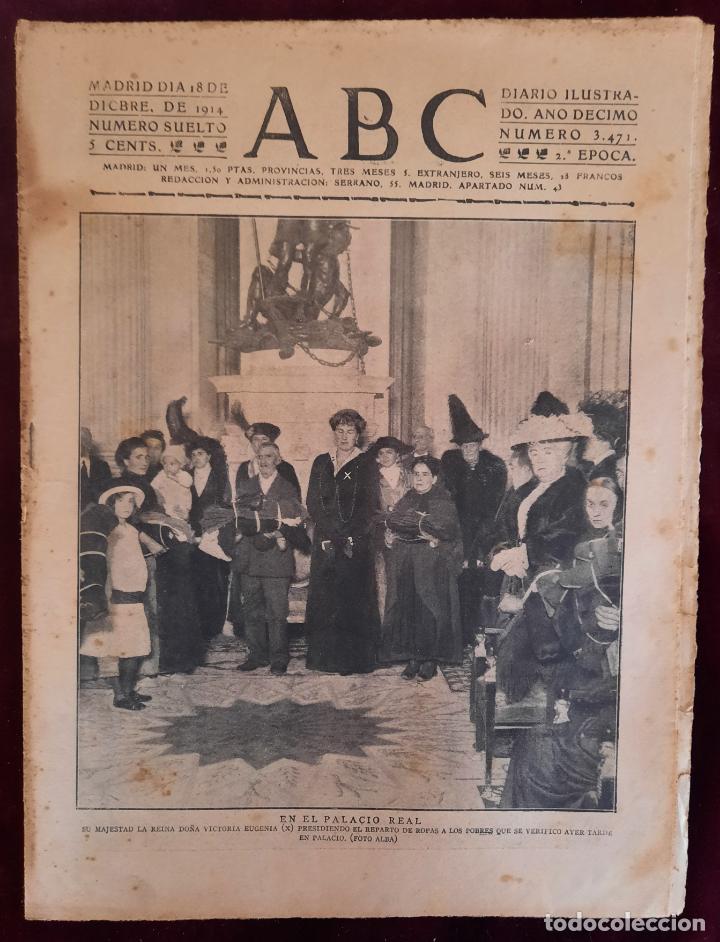 MADRID DIA 18 DE
DICBRE. DE 1914
NUMERO SUELTO
5 CENTS.
ABC
DIARIO ILUSTRA-
DO. AÑO DECIMO
NUMERO 3.471.
2.ª EPOCA.
MADRID: UN MES, 1,50 PTAS. PROVINCIAS, TRES MESES 5. EXTRANJERO, SEIS MESES, 15 FRANCOS
REDACCION Y ADMINISTRACION: SERRANO, 55. MADRID. APARTADO NUM. 43
X
EN EL PALACIO REAL
SU MAJESTAD LA REINA DOÑA VICTORIA EUGENIA (X) PRESIDIENDO EL REPARTO DE ROPAS A LOS POBRES QUE SE VERIFICO AYER TARDE
EN PALACIO. (FOTO ALBA)
todocoleccion